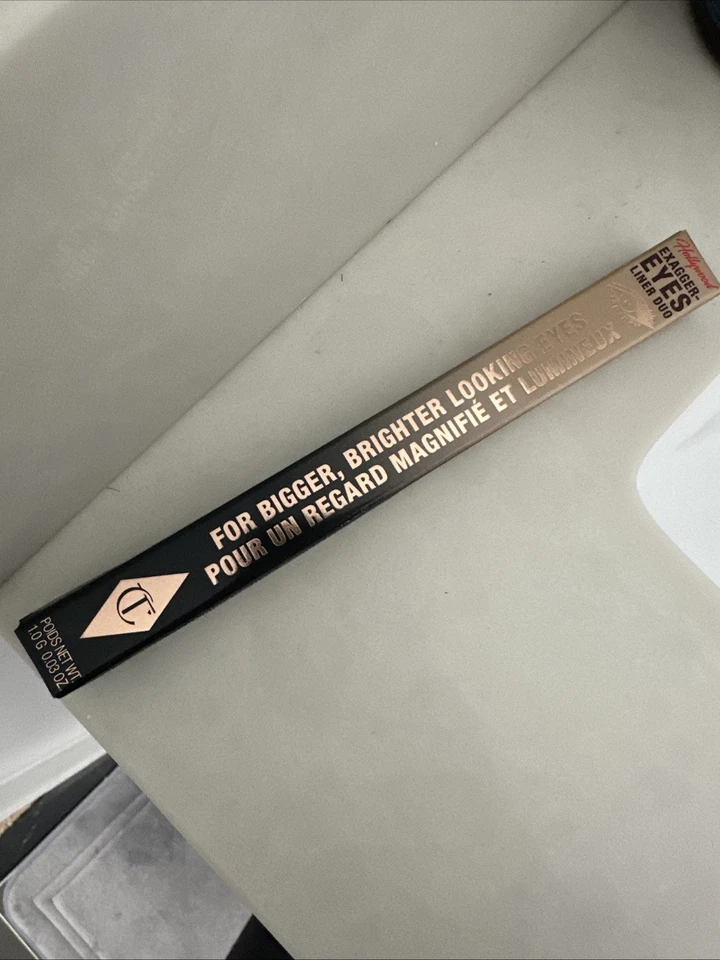 Hollywood
EXAGGER-
EYES
LINER DUO
FOR BIGGER, BRIGHTER LOOKING EYES
POUR UN REGARD MAGNIFIÉ ET LUMINEUX
CT
POIDS NET WT.
1.0 G 0.03 OZ.